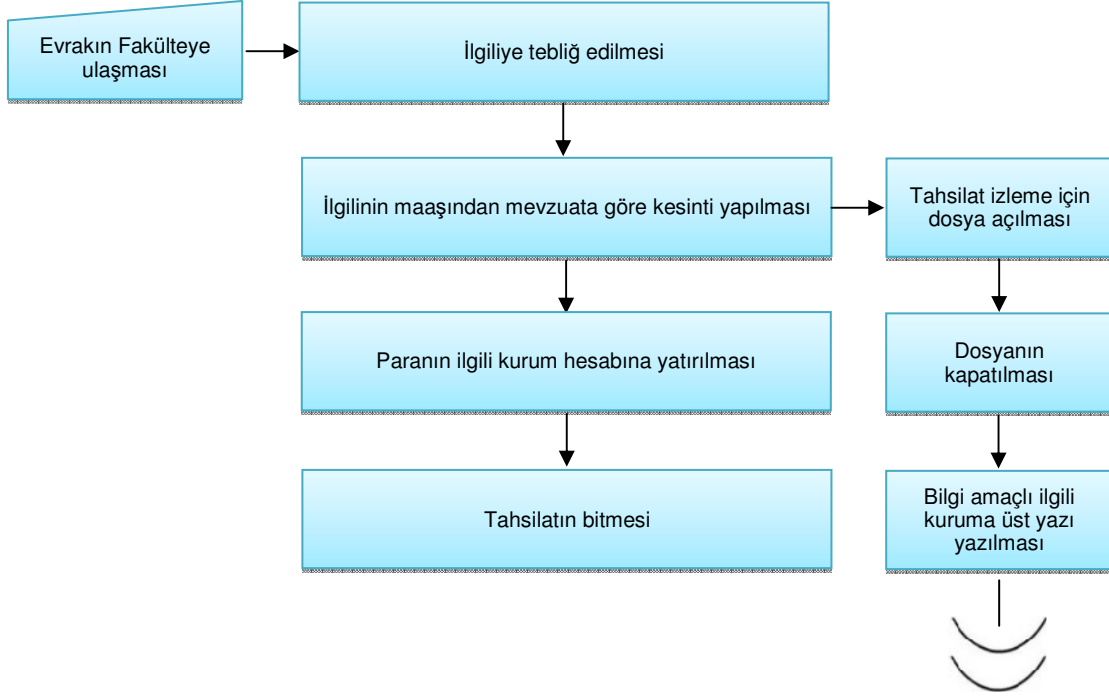 Evrakın Fakülteye
ulaşması
İlgiliye tebliğ edilmesi
İlgilinin maaşından mevzuata göre kesinti yapılması
Tahsilat izleme için
dosya açılması
Paranın ilgili kurum hesabına yatırılması
Dosyanın
kapatılması
Tahsilatın bitmesi
Bilgi amaçlı ilgili
kuruma üst yazı
yazılması